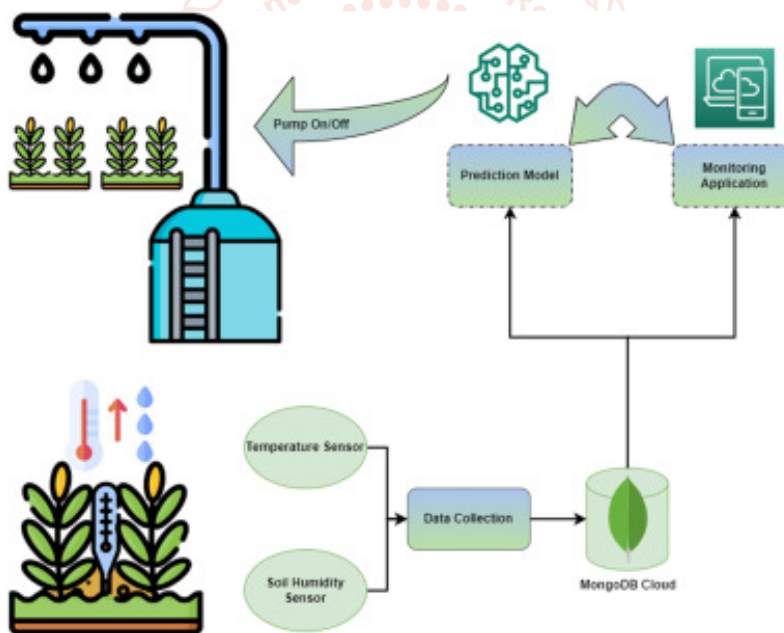 Pump On/Off
Prediction Model
Monitoring
Application
Temperature Sensor
Data Collection
Soil Humidity
Sensor
MongoDB Cloud